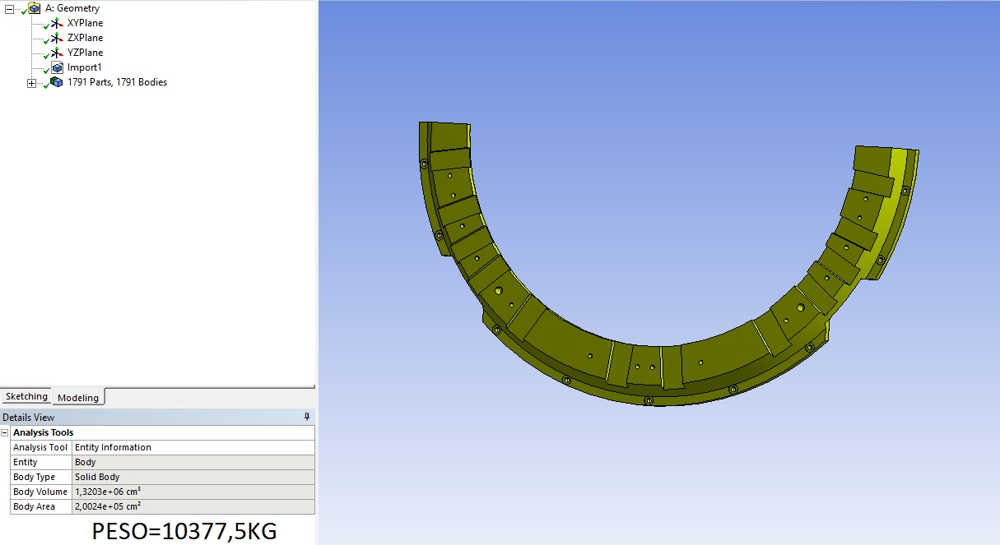 A: Geometry
XYPlane
ZXPlane
YZPlane
Import1
1791 Parts, 1791 Bodies
Sketching Modeling
Details View
Analysis Tools
Analysis Tool Entity Information
Entity Body
Body Type Solid Body
Body Volume 1,3203e+06 cm³
Body Area 2,0024e+05 cm²
PESO=10377,5KG